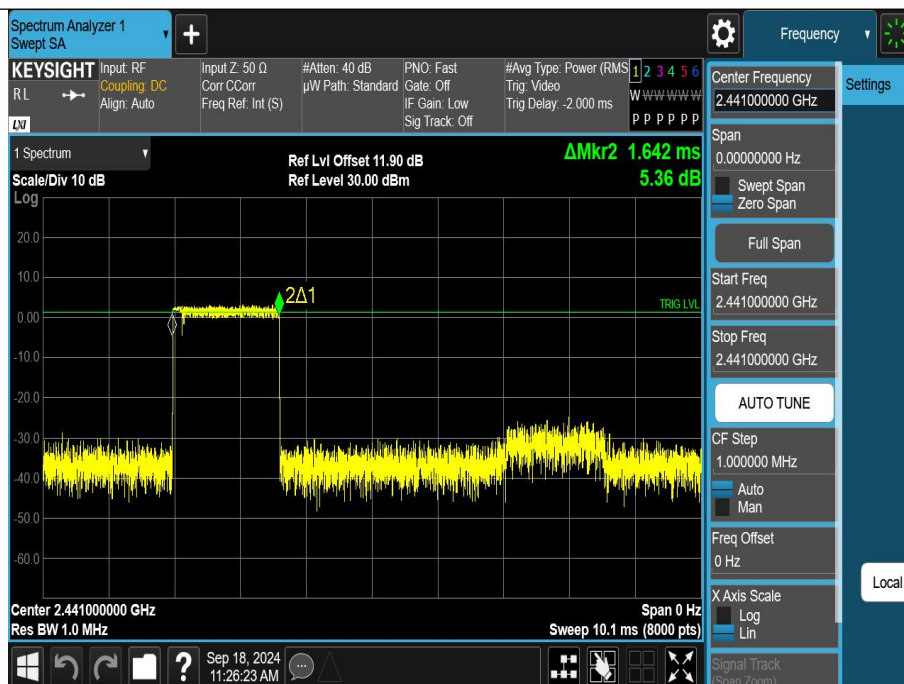 Spectrum Analyzer 1
Swept SA
Frequency
KEYSIGHT
R L
LXI
Input: RF
Coupling: DC
Align: Auto
Input Z: 50 Ω
Corr CCorr
Freq Ref: Int (S)
#Atten: 40 dB
µW Path: Standard
PNO: Fast
Gate: Off
IF Gain: Low
Sig Track: Off
#Avg Type: Power (RMS
Trig: Video
Trig Delay: -2.000 ms
1 2 3 4 5 6
W W W W W W
P P P P P P
Center Frequency
2.441000000 GHz
Settings
Span
0.00000000 Hz
Swept Span
Zero Span
Full Span
Start Freq
2.441000000 GHz
Stop Freq
2.441000000 GHz
AUTO TUNE
CF Step
1.000000 MHz
Auto
Man
Freq Offset
0 Hz
X Axis Scale
Log
Lin
Signal Track
(Span Zoom)
Local
1 Spectrum
Scale/Div 10 dB
Log
Ref Lvl Offset 11.90 dB
Ref Level 30.00 dBm
ΔMkr2 1.642 ms
5.36 dB
20.0
10.0
2Δ1
TRIG LVL
0.00
-10.0
-20.0
-30.0
-40.0
-50.0
-60.0
Center 2.441000000 GHz
Res BW 1.0 MHz
Span 0 Hz
Sweep 10.1 ms (8000 pts)
?
Sep 18, 2024
11:26:23 AM